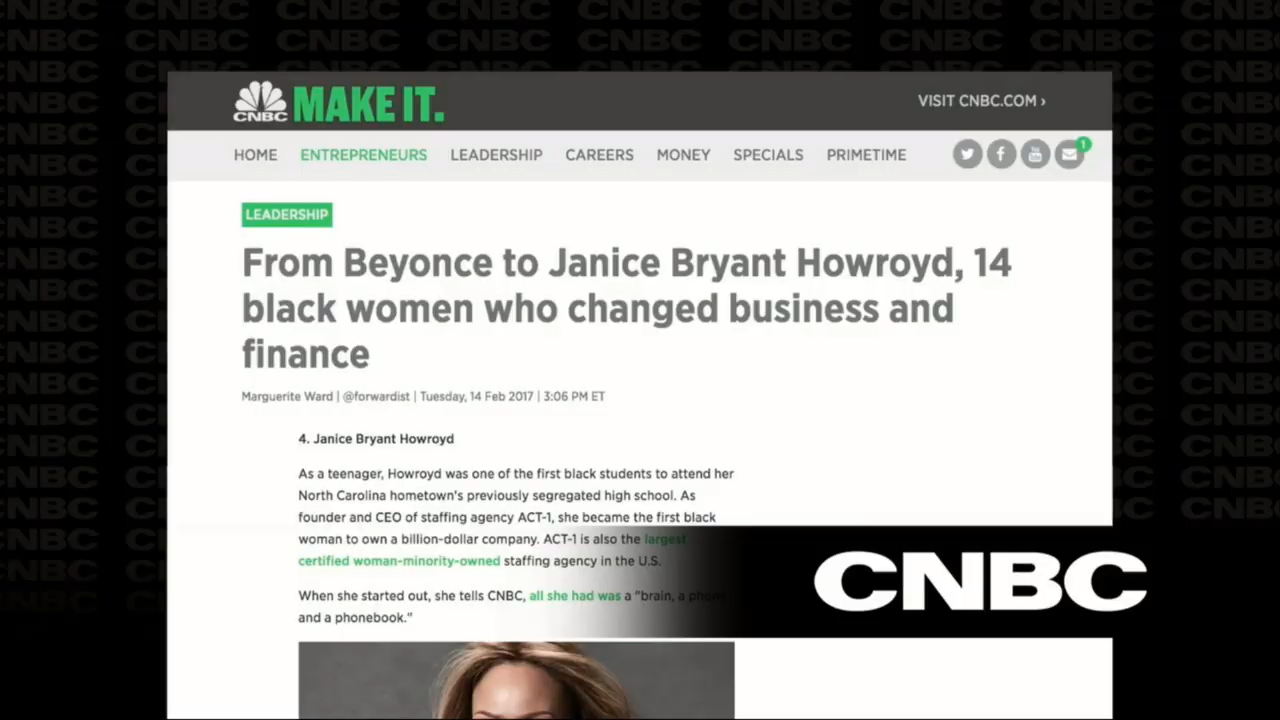 CNBC MAKE IT.
VISIT CNBC.COM ›
HOME ENTREPRENEURS LEADERSHIP CAREERS MONEY SPECIALS PRIMETIME
1
LEADERSHIP
From Beyonce to Janice Bryant Howroyd, 14
black women who changed business and
finance
Marguerite Ward | @forwardist | Tuesday, 14 Feb 2017 | 3:06 PM ET
4. Janice Bryant Howroyd
As a teenager, Howroyd was one of the first black students to attend her
North Carolina hometown's previously segregated high school. As
founder and CEO of staffing agency ACT-1, she became the first black
woman to own a billion-dollar company. ACT-1 is also the largest
certified woman-minority-owned staffing agency in the U.S.
When she started out, she tells CNBC, all she had was a "brain, a phone
and a phonebook."
CNBC